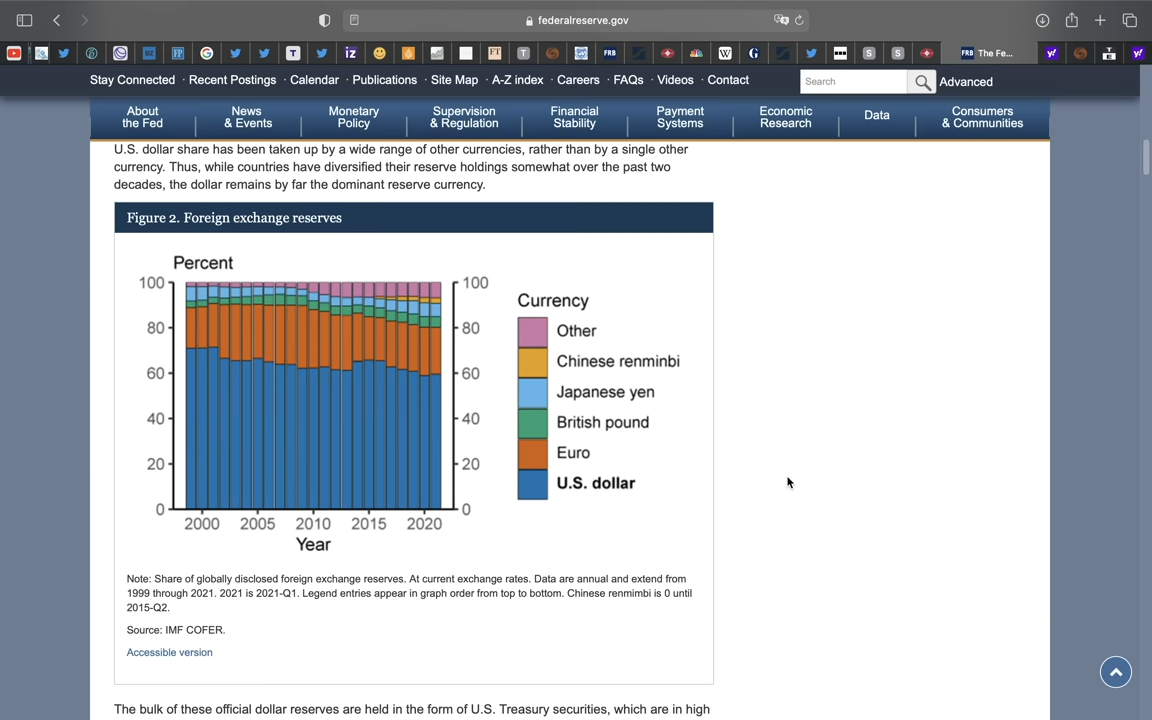 federalreserve.gov
FRB The Fe...
Stay Connected · Recent Postings · Calendar · Publications · Site Map · A-Z index · Careers · FAQs · Videos · Contact
Search
Advanced
About the Fed
News & Events
Monetary Policy
Supervision & Regulation
Financial Stability
Payment Systems
Economic Research
Data
Consumers & Communities
U.S. dollar share has been taken up by a wide range of other currencies, rather than by a single other
currency. Thus, while countries have diversified their reserve holdings somewhat over the past two
decades, the dollar remains by far the dominant reserve currency.
Figure 2. Foreign exchange reserves
Percent
100
80
60
40
20
0
100
80
60
40
20
0
2000 2005 2010 2015 2020
Year
Currency
Other
Chinese renminbi
Japanese yen
British pound
Euro
U.S. dollar
Note: Share of globally disclosed foreign exchange reserves. At current exchange rates. Data are annual and extend from
1999 through 2021. 2021 is 2021-Q1. Legend entries appear in graph order from top to bottom. Chinese renmimbi is 0 until
2015-Q2.
Source: IMF COFER.
Accessible version
The bulk of these official dollar reserves are held in the form of U.S. Treasury securities, which are in high